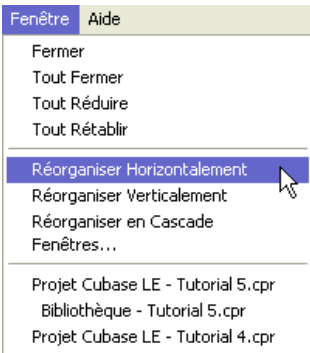 Fenêtre Aide
Fermer
Tout Fermer
Tout Réduire
Tout Rétablir
Réorganiser Horizontalement
Réorganiser Verticalement
Réorganiser en Cascade
Fenêtres...
Projet Cubase LE - Tutorial 5.cpr
Bibliothèque - Tutorial 5.cpr
Projet Cubase LE - Tutorial 4.cpr